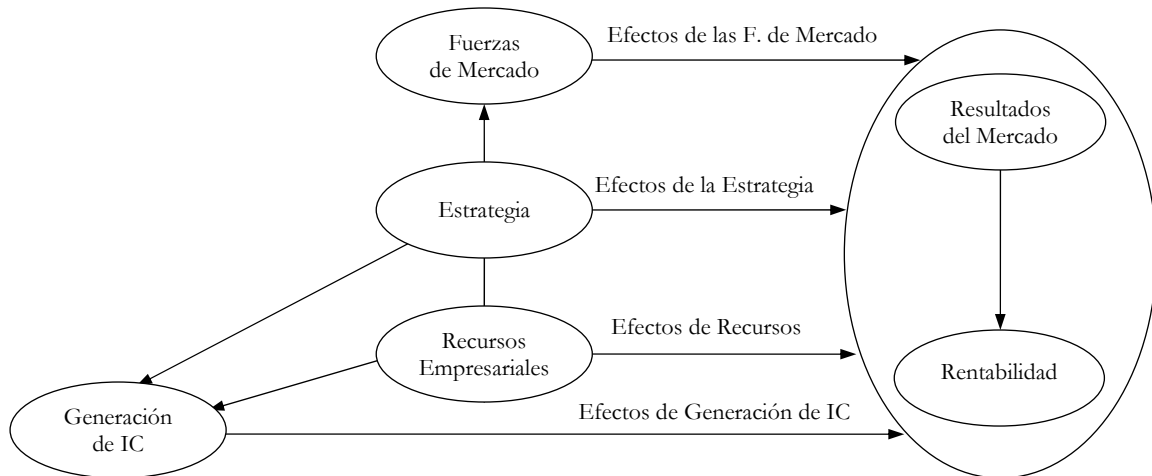 Efectos de las F. de Mercado
Fuerzas
de Mercado
Resultados
del Mercado
Efectos de la Estrategia
Estrategia
Efectos de Recursos
Recursos
Empresariales
Rentabilidad
Efectos de Generación de IC
Generación
de IC